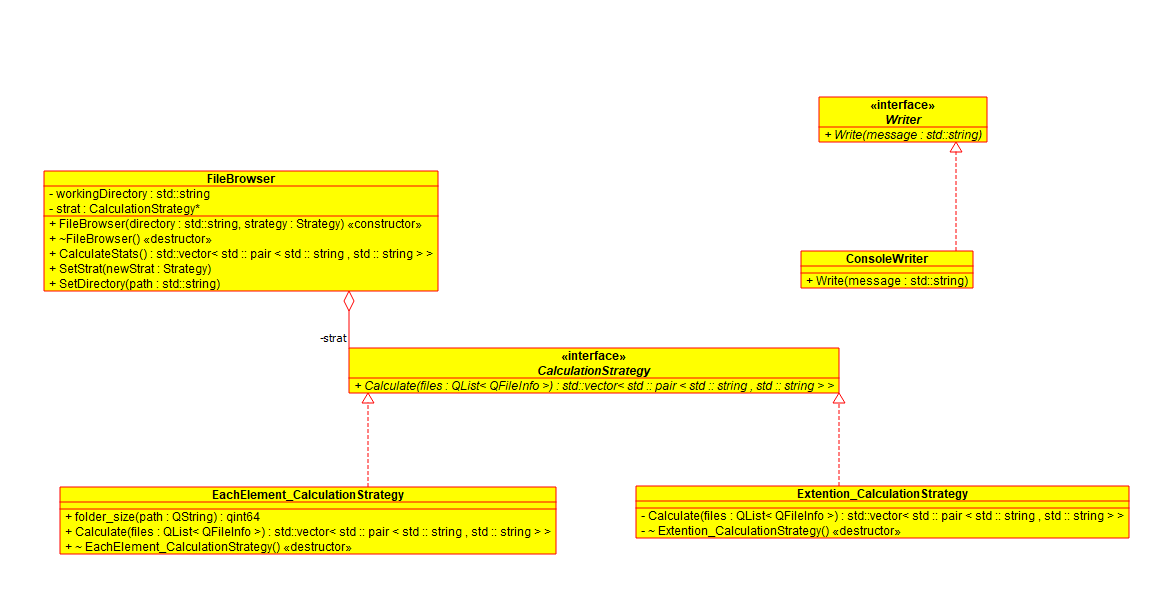 «interface»
Writer
+ Write(message : std::string)
FileBrowser
- workingDirectory : std::string
- strat : CalculationStrategy*
+ FileBrowser(directory : std::string, strategy : Strategy) «constructor»
+ ~FileBrowser() «destructor»
+ CalculateStats() : std::vector< std :: pair < std :: string , std :: string > >
+ SetStrat(newStrat : Strategy)
+ SetDirectory(path : std::string)
ConsoleWriter
+ Write(message : std::string)
-strat
«interface»
CalculationStrategy
+ Calculate(files : QList< QFileInfo >) : std::vector< std :: pair < std :: string , std :: string > >
EachElement_CalculationStrategy
+ folder_size(path : QString) : qint64
+ Calculate(files : QList< QFileInfo >) : std::vector< std :: pair < std :: string , std :: string > >
+ ~ EachElement_CalculationStrategy() «destructor»
Extention_CalculationStrategy
- Calculate(files : QList< QFileInfo >) : std::vector< std :: pair < std :: string , std :: string > >
- ~ Extention_CalculationStrategy() «destructor»